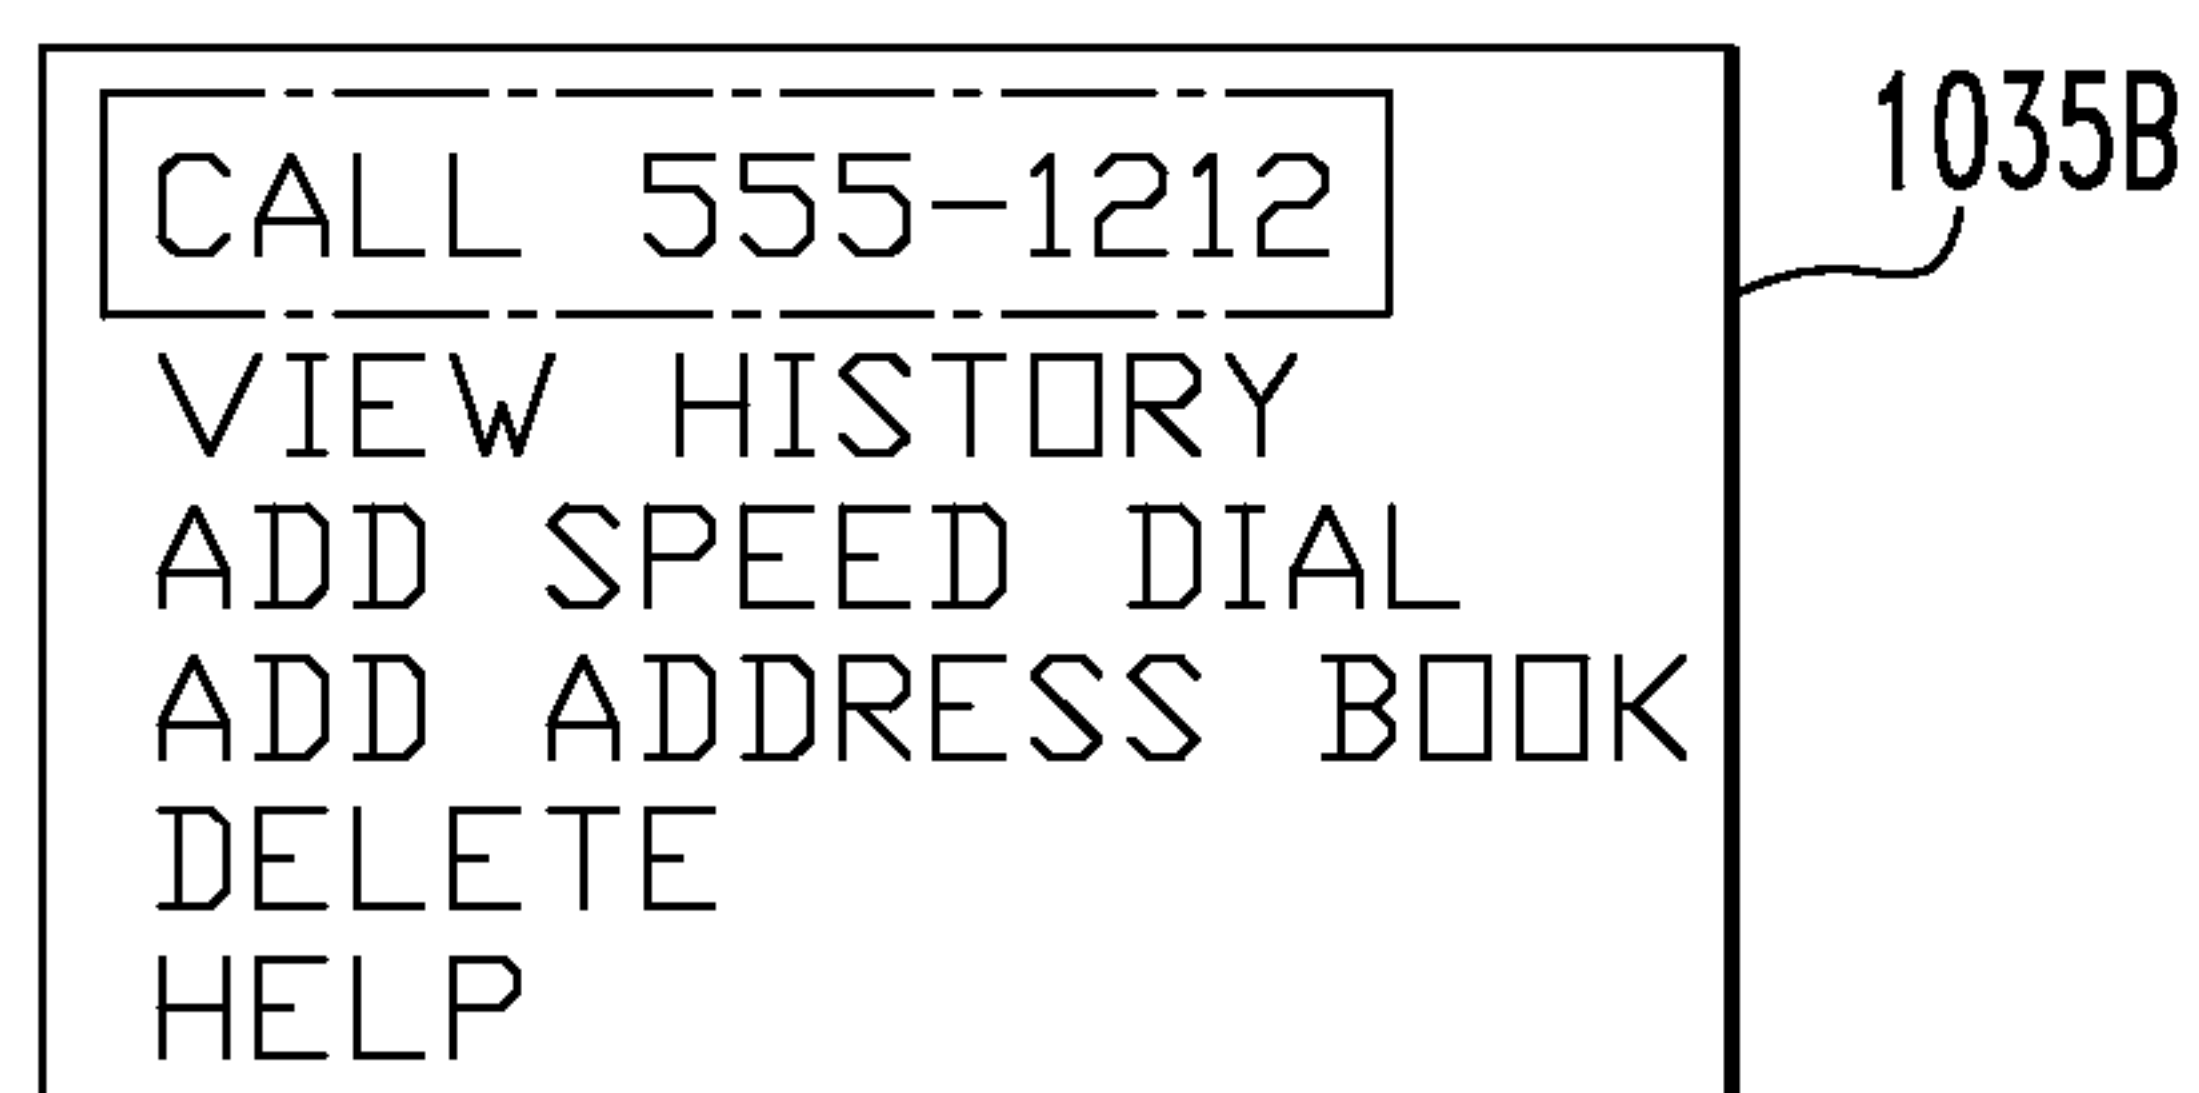 CALL 555-1212
1035B
VIEW HISTORY
ADD SPEED DIAL
ADD ADDRESS BOOK
DELETE
HELP